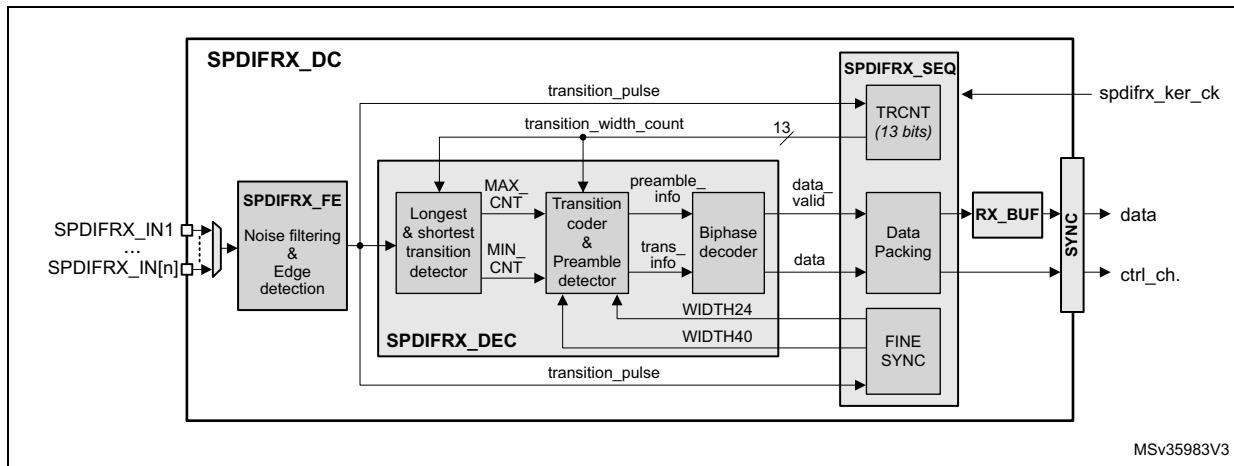 SPDIFRX_DC
SPDIFRX_SEQ
transition_pulse
spdifrx_ker_ck
TRCNT
(13 bits)
transition_width_count
13
SPDIFRX_IN1
...
SPDIFRX_IN[n]
SPDIFRX_FE
Noise filtering
&
Edge
detection
Longest
& shortest
transition
detector
MAX_
CNT
MIN_
CNT
Transition
coder
&
Preamble
detector
preamble_
info
trans_
info
Biphase
decoder
data_
valid
data
Data
Packing
RX_BUF
SYNC
data
ctrl_ch.
WIDTH24
WIDTH40
SPDIFRX_DEC
FINE
SYNC
transition_pulse
MSv35983V3